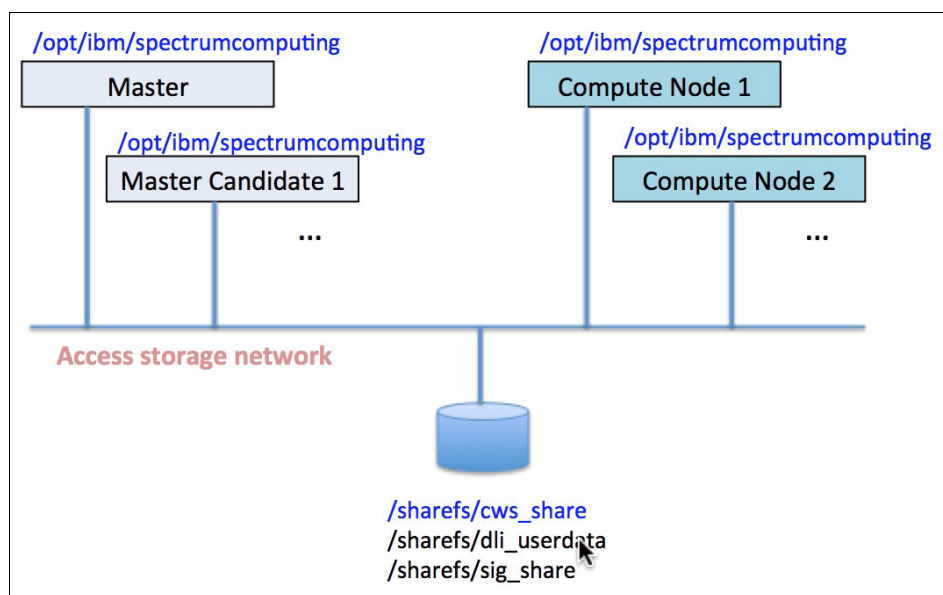 /opt/ibm/spectrumcomputing
Master
/opt/ibm/spectrumcomputing
Master Candidate 1
...
/opt/ibm/spectrumcomputing
Compute Node 1
/opt/ibm/spectrumcomputing
Compute Node 2
...
Access storage network
/sharefs/cws_share
/sharefs/dli_userdata
/sharefs/sig_share